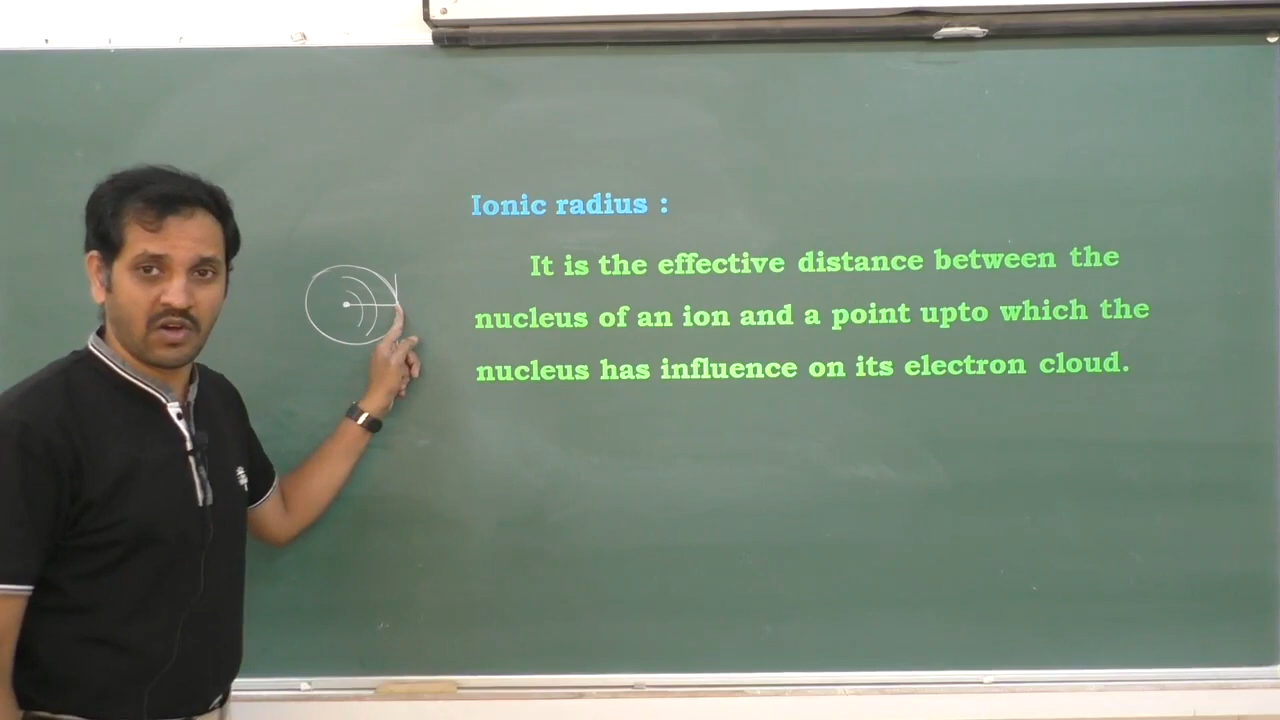 Ionic radius :
It is the effective distance between the
nucleus of an ion and a point upto which the
nucleus has influence on its electron cloud.